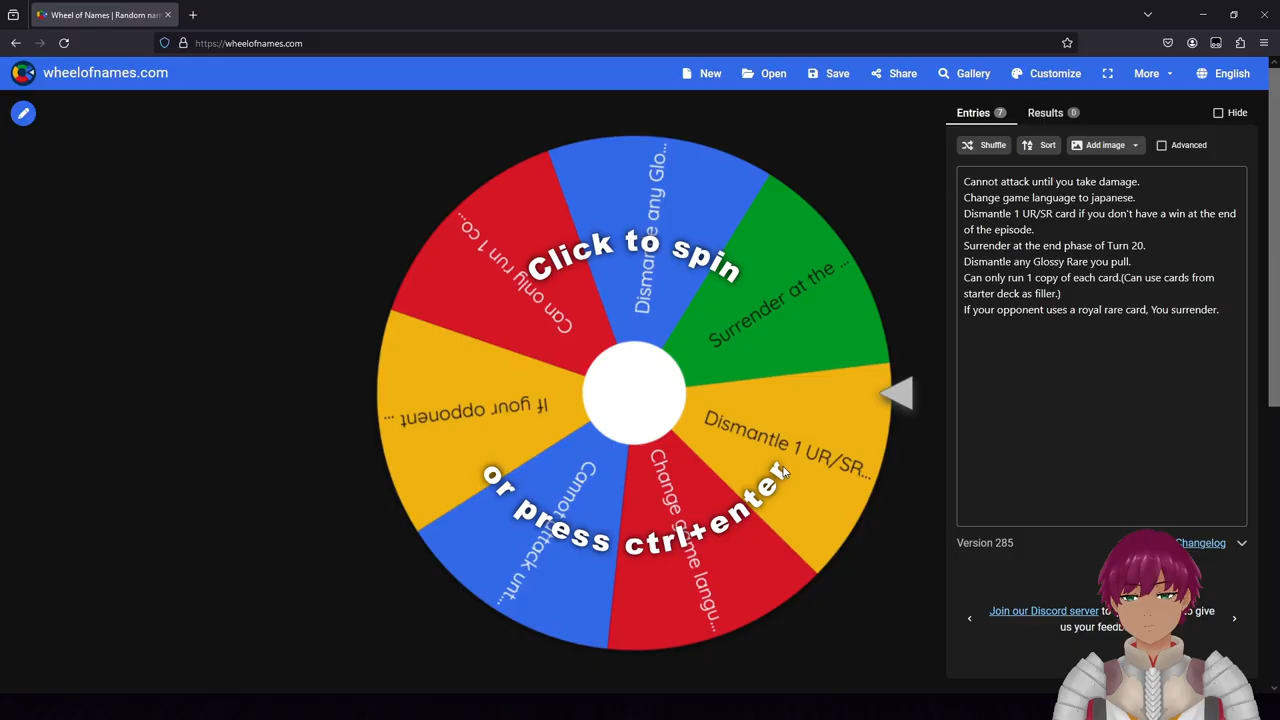 Wheel of Names | Random nam
https://wheelofnames.com
wheelofnames.com
New
Open
Save
Share
Gallery
Customize
More
English
Entries 7
Results 0
Hide
Shuffle
Sort
Add image
Advanced
Cannot attack until you take damage.
Change game language to japanese.
Dismantle 1 UR/SR card if you don't have a win at the end
of the episode.
Surrender at the end phase of Turn 20.
Dismantle any Glossy Rare you pull.
Can only run 1 copy of each card.(Can use cards from
starter deck as filler.)
If your opponent uses a royal rare card, You surrender.
Dismantle any Glo...
Surrender at the ...
Dismantle 1 UR/SR...
Change game langu...
Cannot attack unt...
If your opponent ...
Can only run 1 co...
Click to spin
or press ctrl+enter
Version 285
Changelog
Join our Discord server to
to give
us your feedb